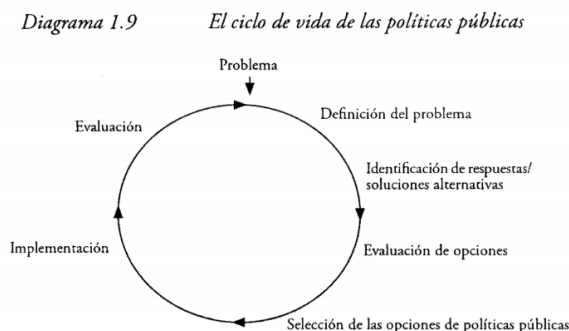 Diagrama 1.9 El ciclo de vida de las políticas públicas
Problema
Definición del problema
Identificación de respuestas/
soluciones alternativas
Evaluación de opciones
Selección de las opciones de políticas públicas
Implementación
Evaluación